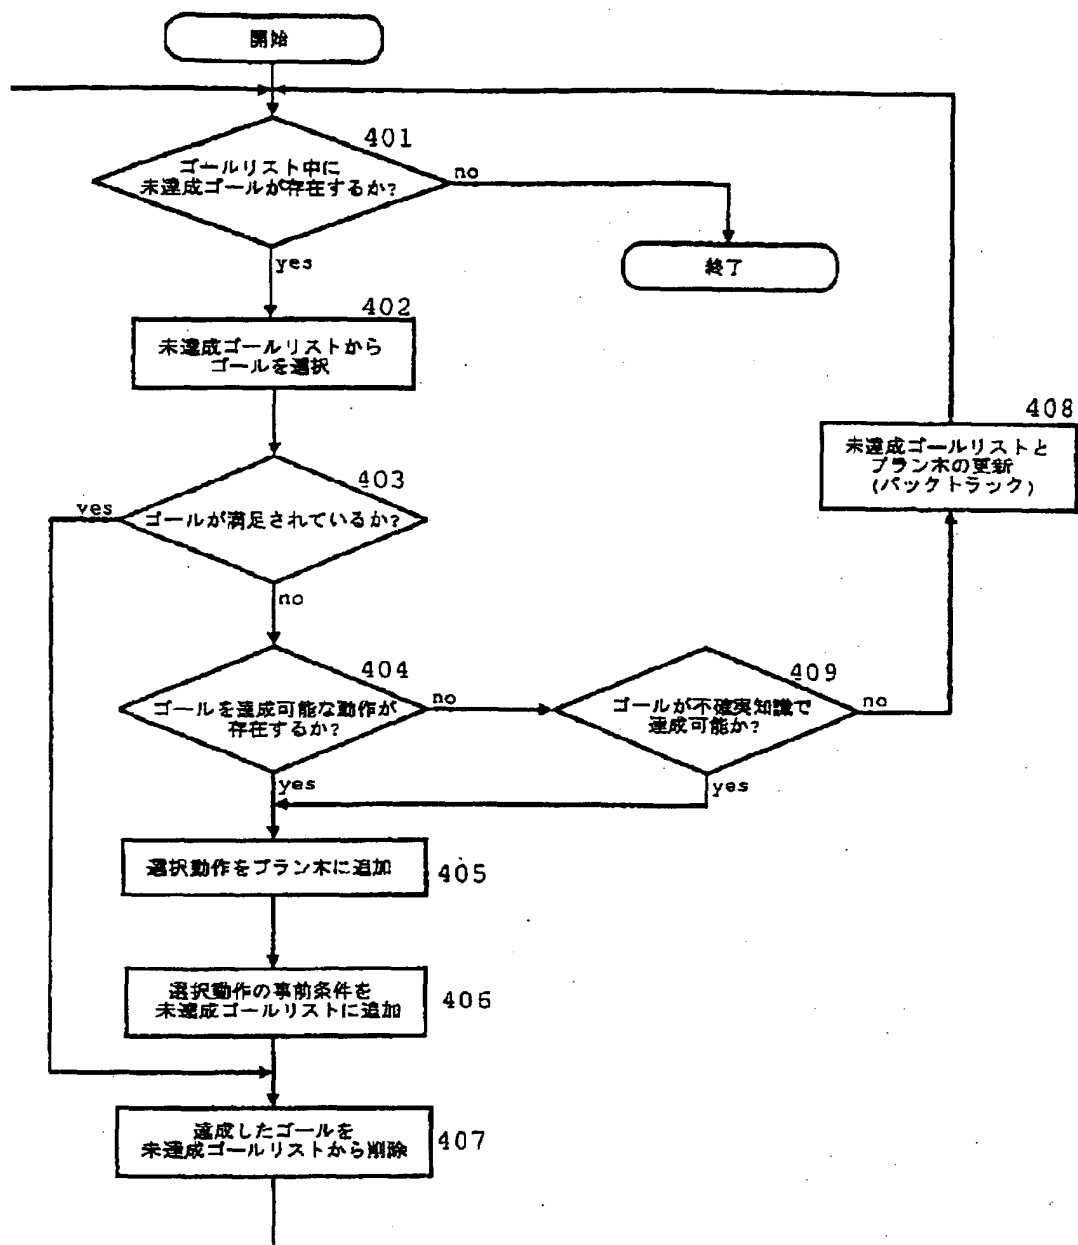 開始
401
ゴールリスト中に
未達成ゴールが存在するか?
no
終了
yes
402
未達成ゴールリストから
ゴールを選択
408
未達成ゴールリストと
プラン木の更新
(バックトラック)
403
yes
ゴールが満足されているか?
no
404
ゴールを達成可能な動作が
存在するか?
no
409
ゴールが不確実知識で
達成可能か?
no
yes
yes
選択動作をプラン木に追加
405
選択動作の事前条件を
未達成ゴールリストに追加
406
達成したゴールを
未達成ゴールリストから削除
407